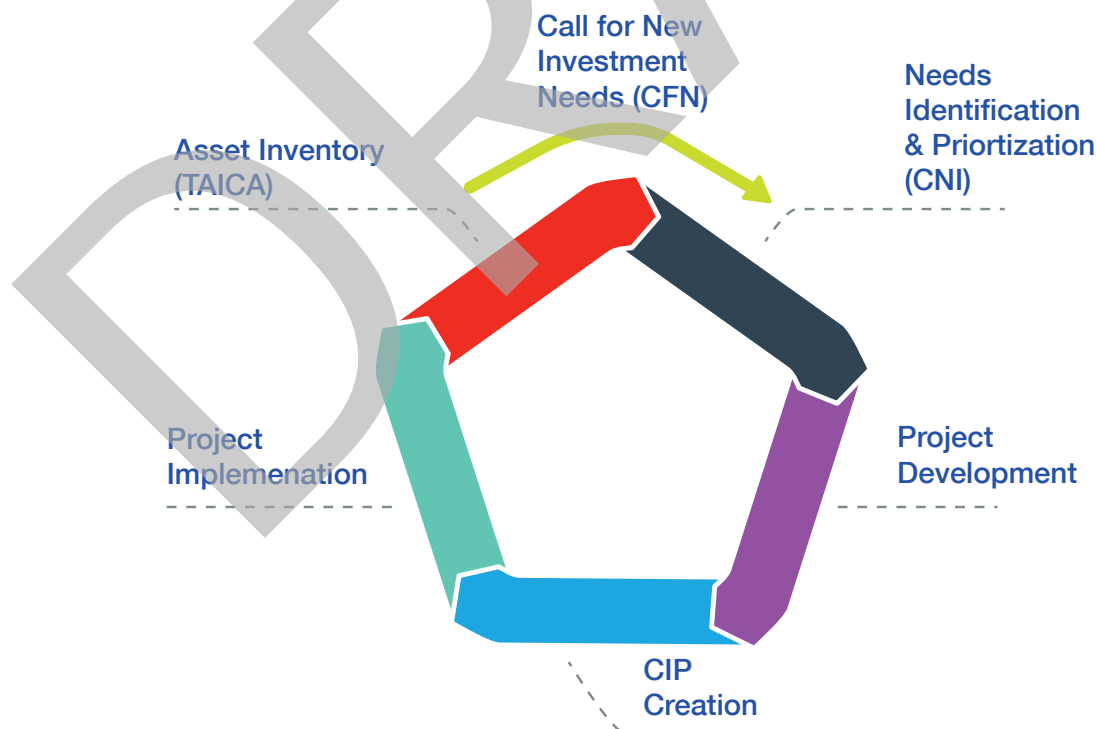 Call for New
Investment
Needs (CFN)
Needs
Identification
& Priortization
(CNI)
Asset Inventory
(TAICA)
Project
Implemenation
Project
Development
CIP
Creation
DR